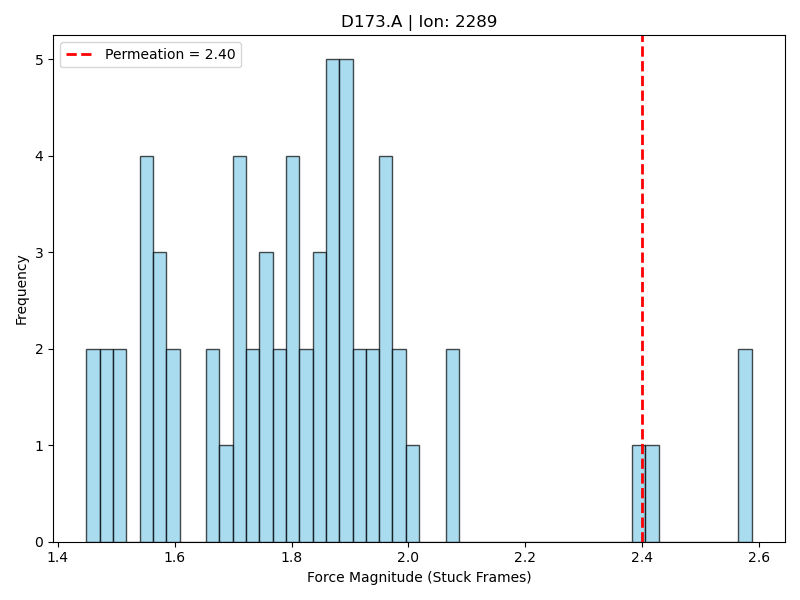 D173.A | Ion: 2289
Permeation = 2.40
5
4
3
2
1
0
Frequency
1.4 1.6 1.8 2.0 2.2 2.4 2.6
Force Magnitude (Stuck Frames)